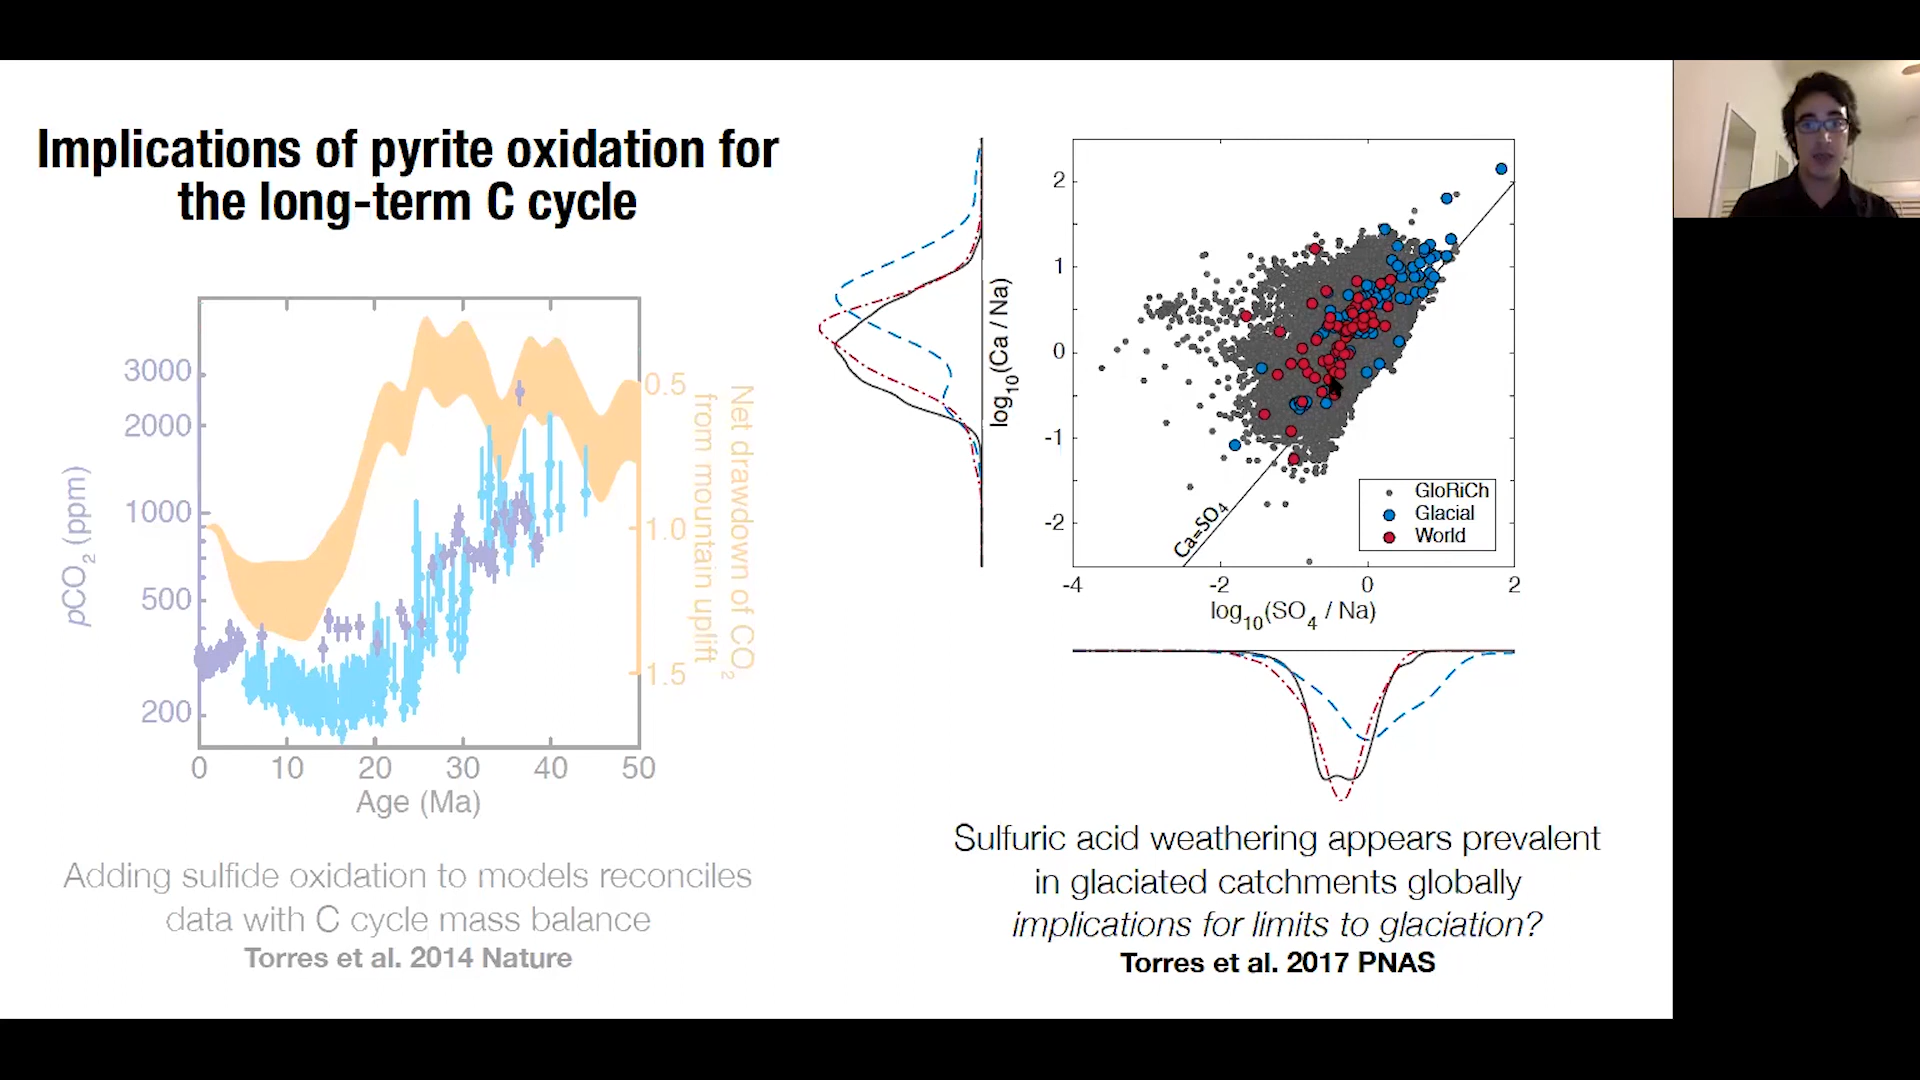 Implications of pyrite oxidation for
the long-term C cycle
3000
2000
1000
500
200
pCO2 (ppm)
0.5
1.0
1.5
Net drawdown of CO2
from mountain uplift
0 10 20 30 40 50
Age (Ma)
Adding sulfide oxidation to models reconciles
data with C cycle mass balance
Torres et al. 2014 Nature
log10(Ca / Na)
2
1
0
-1
-2
Ca=SO4
GloRiCh
Glacial
World
-4 -2 0 2
log10(SO4 / Na)
Sulfuric acid weathering appears prevalent
in glaciated catchments globally
implications for limits to glaciation?
Torres et al. 2017 PNAS